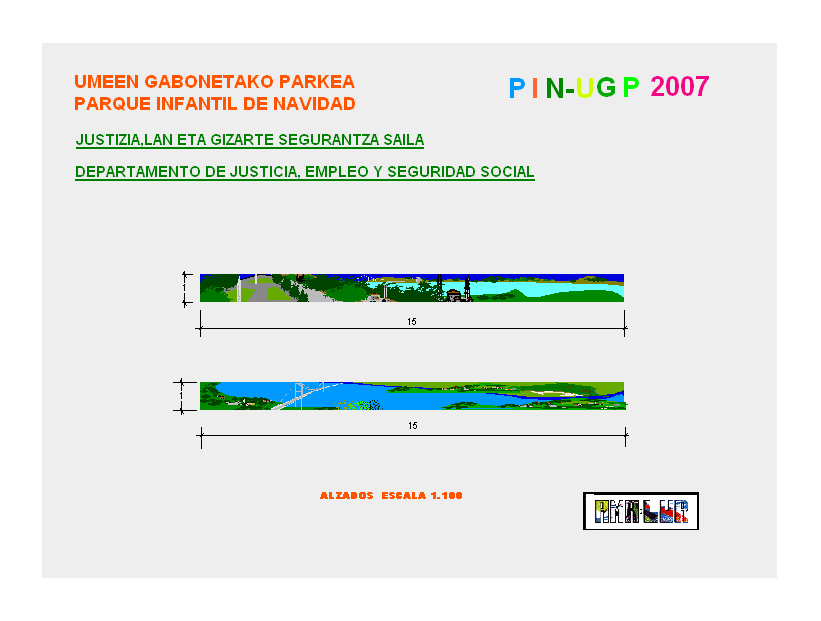 UMEEN GABONETAKO PARKEA
PARQUE INFANTIL DE NAVIDAD
PIN-UGP 2007
JUSTIZIA,LAN ETA GIZARTE SEGURANTZA SAILA
DEPARTAMENTO DE JUSTICIA, EMPLEO Y SEGURIDAD SOCIAL
15
15
ALZADOS ESCALA 1.100